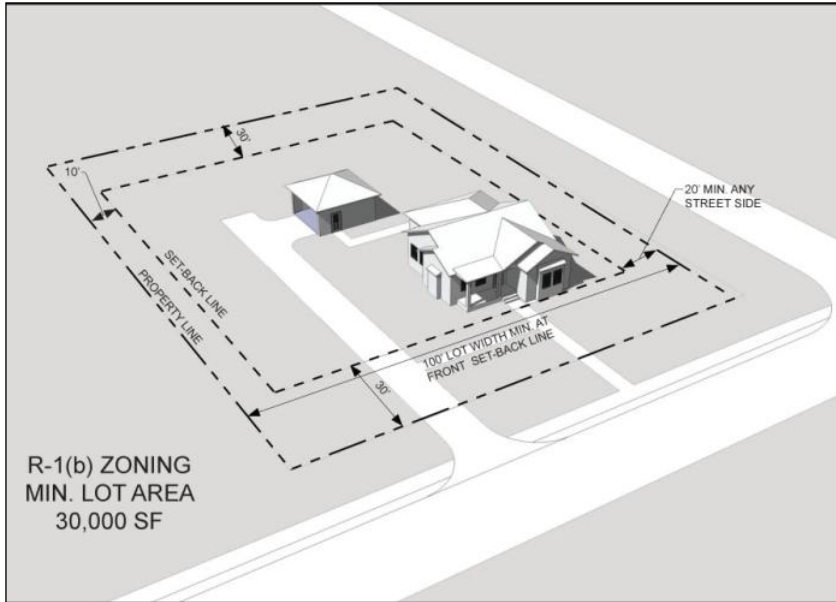 30'
10'
20' MIN. ANY
STREET SIDE
SET-BACK LINE
PROPERTY LINE
100' LOT WIDTH MIN. AT
FRONT SET-BACK LINE
30'
R-1(b) ZONING
MIN. LOT AREA
30,000 SF